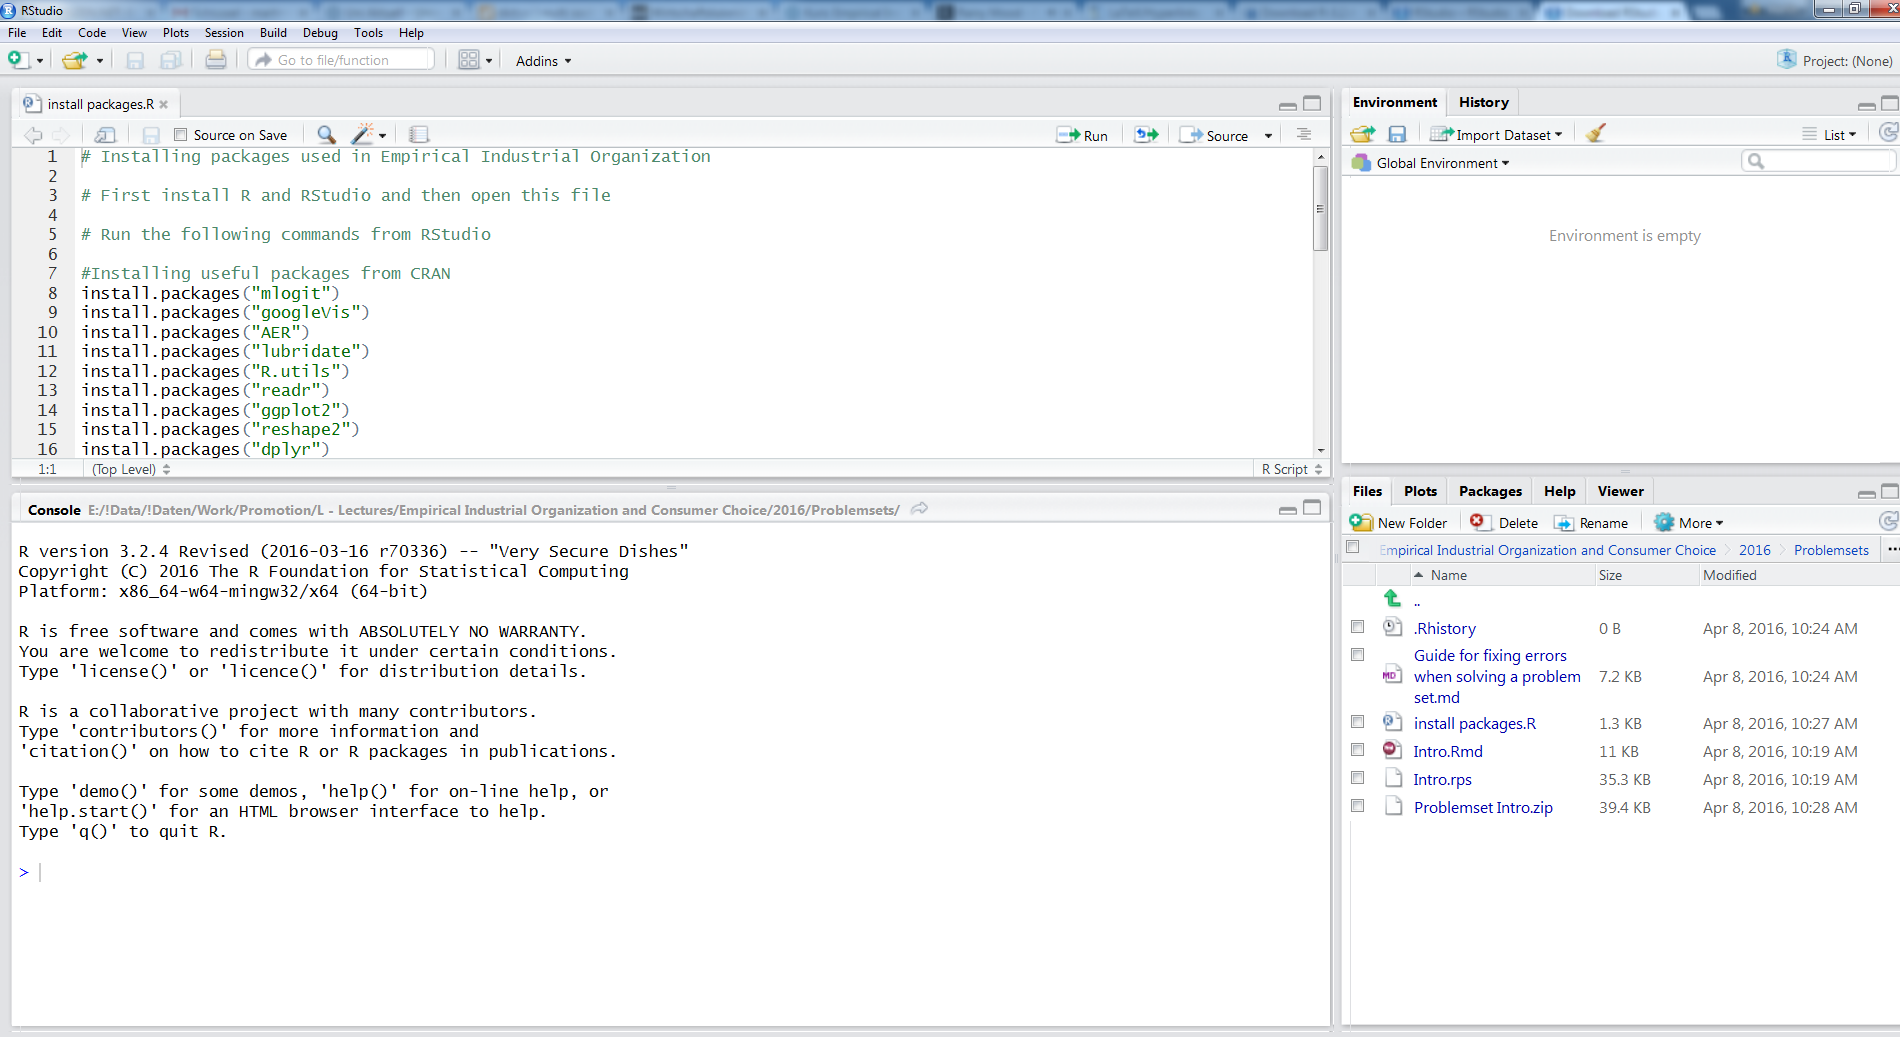 RStudio
File Edit Code View Plots Session Build Debug Tools Help
Go to file/function Addins Project: (None)
install packages.R
Source on Save Run Source
1 # Installing packages used in Empirical Industrial Organization
2
3 # First install R and RStudio and then open this file
4
5 # Run the following commands from RStudio
6
7 #Installing useful packages from CRAN
8 install.packages("mlogit")
9 install.packages("googleVis")
10 install.packages("AER")
11 install.packages("lubridate")
12 install.packages("R.utils")
13 install.packages("readr")
14 install.packages("ggplot2")
15 install.packages("reshape2")
16 install.packages("dplyr")
1:1 (Top Level) R Script
Console E:/!Data/!Daten/Work/Promotion/L - Lectures/Empirical Industrial Organization and Consumer Choice/2016/Problemsets/
R version 3.2.4 Revised (2016-03-16 r70336) -- "Very Secure Dishes"
Copyright (C) 2016 The R Foundation for Statistical Computing
Platform: x86_64-w64-mingw32/x64 (64-bit)
R is free software and comes with ABSOLUTELY NO WARRANTY.
You are welcome to redistribute it under certain conditions.
Type 'license()' or 'licence()' for distribution details.
R is a collaborative project with many contributors.
Type 'contributors()' for more information and
'citation()' on how to cite R or R packages in publications.
Type 'demo()' for some demos, 'help()' for on-line help, or
'help.start()' for an HTML browser interface to help.
Type 'q()' to quit R.
>
Environment History
Import Dataset List
Global Environment
Environment is empty
Files Plots Packages Help Viewer
New Folder Delete Rename More
Empirical Industrial Organization and Consumer Choice 2016 Problemsets ...
Name Size Modified
..
.Rhistory 0 B Apr 8, 2016, 10:24 AM
Guide for fixing errors
when solving a problem 7.2 KB Apr 8, 2016, 10:24 AM
set.md
install packages.R 1.3 KB Apr 8, 2016, 10:27 AM
Intro.Rmd 11 KB Apr 8, 2016, 10:19 AM
Intro.rps 35.3 KB Apr 8, 2016, 10:19 AM
Problemset Intro.zip 39.4 KB Apr 8, 2016, 10:28 AM